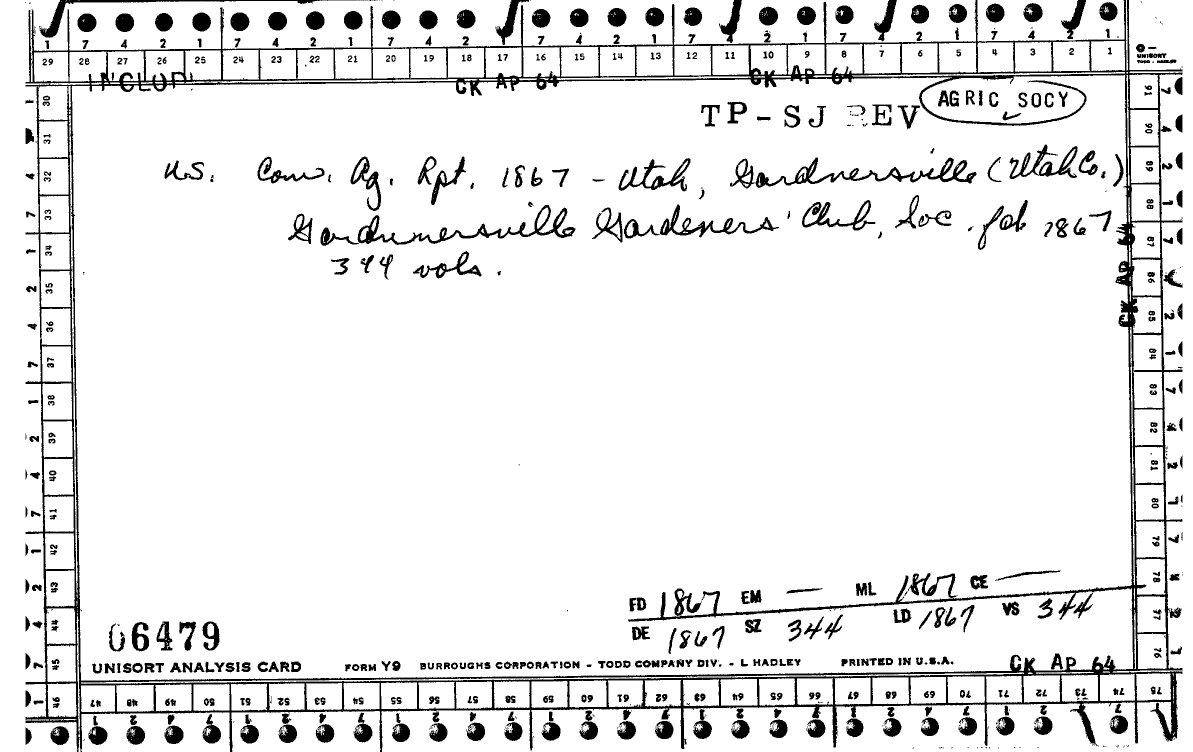 7 4 2 1 7 4 2 1 7 4 2 1 7 4 2 1 7 4 2 1 7 4 2 1 7 4 2 1
29 28 27 26 25 24 23 22 21 20 19 18 17 16 15 14 13 12 11 10 9 8 7 6 5 4 3 2 1
UNISORT
TODD - HADLEY
CK AP 64 CK AP 64
TP-SJ REV AGRIC SOCY
U.S. Com. Ag. Rpt. 1867 - Utah, Gardnersville (Utah Co.)
Gardunersville Gardeners' Club, Soc. fdd 1867
344 vols.
CK AP 64
30 31 32 33 34 35 36 37 38 39 40 41 42 43 44 45 46
91 90 89 88 87 86 85 84 83 82 81 80 79 78 77 76 75
FD 1867 EM — ML 1867 CE —
DE 1867 SZ 344 LD 1867 VS 344
06479
UNISORT ANALYSIS CARD FORM Y9 BURROUGHS CORPORATION - TODD COMPANY DIV. - L HADLEY PRINTED IN U.S.A. CK AP 64
47 48 49 50 51 52 53 54 55 56 57 58 59 60 61 62 63 64 65 66 67 68 69 70 71 72 73 74